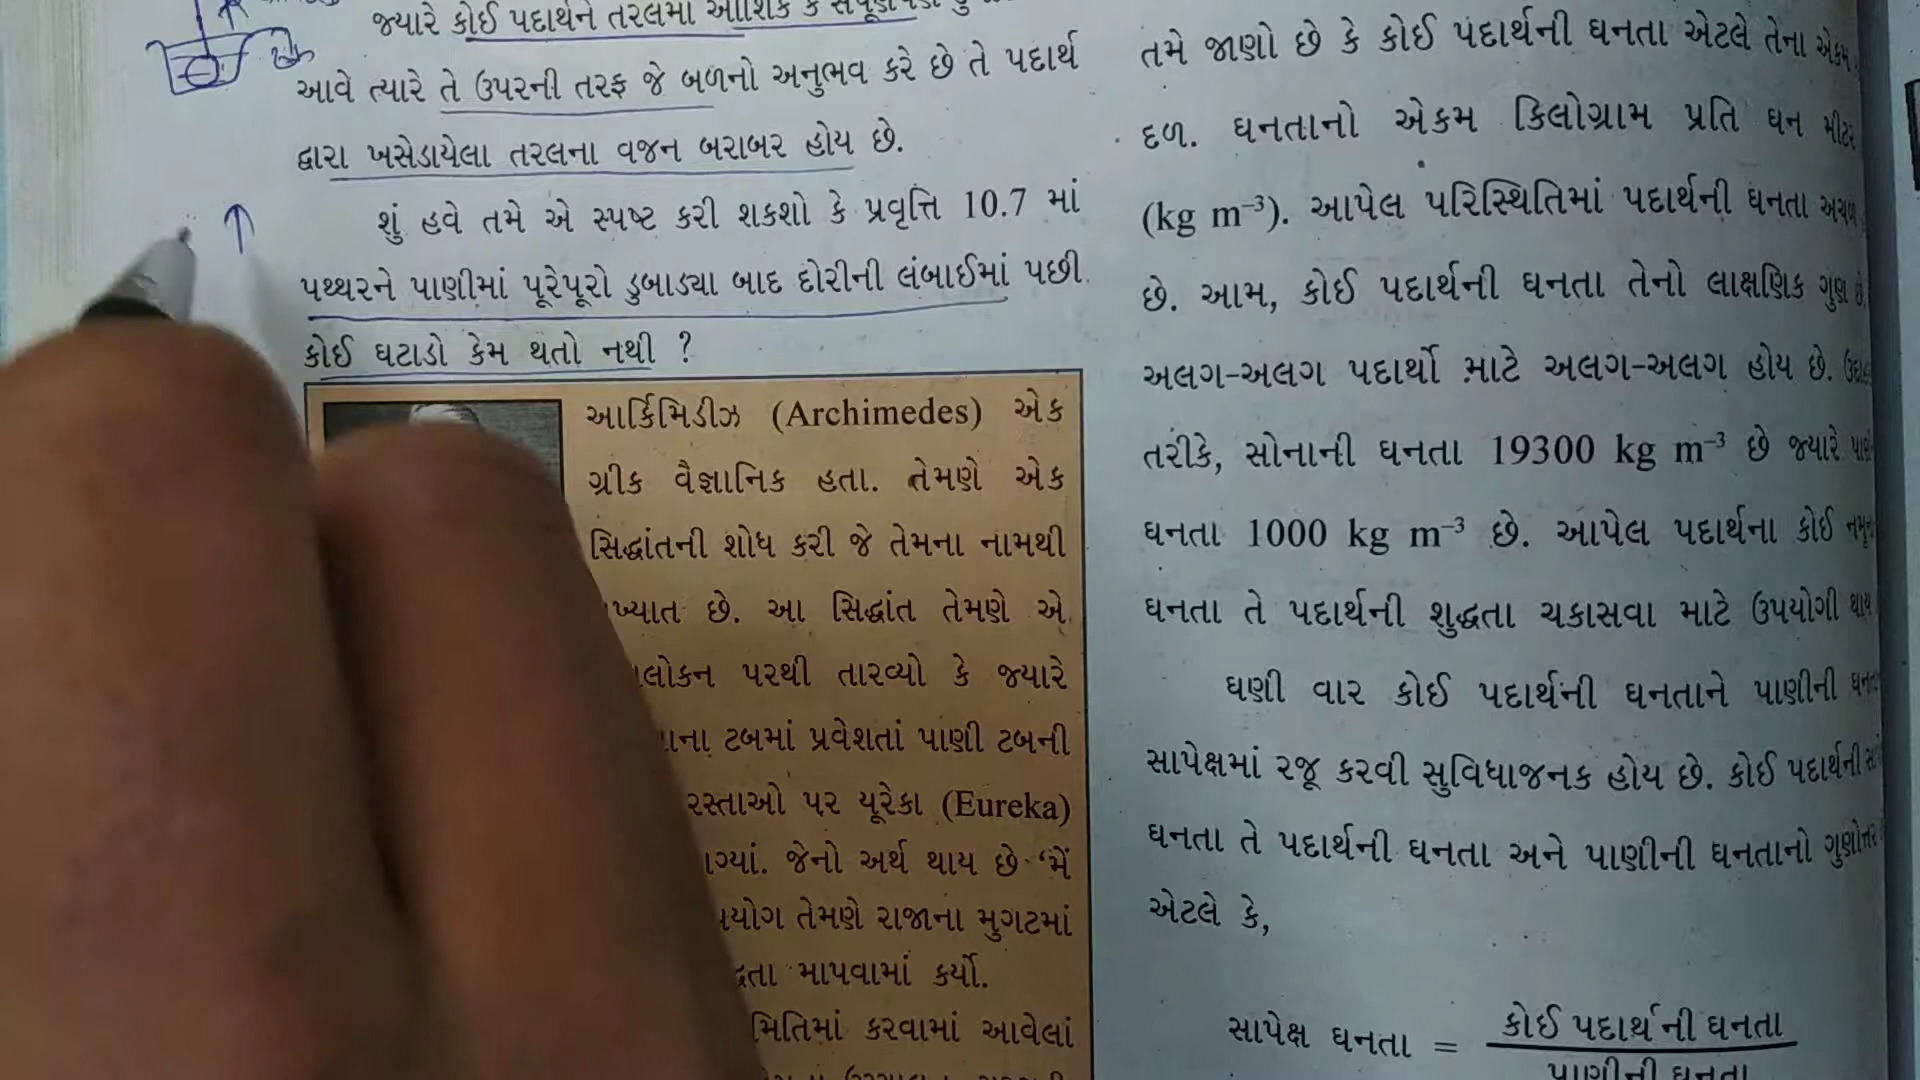 જ્યારે કોઈ પદાર્થને તરલમાં આંશિક કે
આવે ત્યારે તે ઉપરની તરફ જે બળનો અનુભવ કરે છે તે પદાર્થ
દ્વારા ખસેડાયેલા તરલના વજન બરાબર હોય છે.
શું હવે તમે એ સ્પષ્ટ કરી શકશો કે પ્રવૃત્તિ 10.7 માં
પથ્થરને પાણીમાં પૂરેપૂરો ડુબાડ્યા બાદ દોરીની લંબાઈમાં પછી
કોઈ ઘટાડો કેમ થતો નથી ?
આર્કિમિડીઝ (Archimedes) એક
ગ્રીક વૈજ્ઞાનિક હતા. તેમણે એક
સિદ્ધાંતની શોધ કરી જે તેમના નામથી
છે. આ સિદ્ધાંત તેમણે એ
પરથી તારવ્યો કે જ્યારે
ટબમાં પ્રવેશતાં પાણી ટબની
રસ્તાઓ પર યૂરેકા (Eureka)
જેનો અર્થ થાય છે 'મેં
તેમણે રાજાના મુગટમાં
માપવામાં કર્યો.
કરવામાં આવેલાં
તમે જાણો છે કે કોઈ પદાર્થની ઘનતા એટલે તેના એકમ
દળ. ઘનતાનો એકમ કિલોગ્રામ પ્રતિ ઘન મીટર
(kg m⁻³). આપેલ પરિસ્થિતિમાં પદાર્થની ઘનતા અચળ
છે. આમ, કોઈ પદાર્થની ઘનતા તેનો લાક્ષણિક ગુણ છે
અલગ-અલગ પદાર્થો માટે અલગ-અલગ હોય છે.
તરીકે, સોનાની ઘનતા 19300 kg m⁻³ છે જ્યારે
ઘનતા 1000 kg m⁻³ છે. આપેલ પદાર્થના કોઈ
ઘનતા તે પદાર્થની શુદ્ધતા ચકાસવા માટે ઉપયોગી થાય
ઘણી વાર કોઈ પદાર્થની ઘનતાને પાણીની
સાપેક્ષમાં રજૂ કરવી સુવિધાજનક હોય છે. કોઈ પદાર્થની
ઘનતા તે પદાર્થની ઘનતા અને પાણીની ઘનતાનો ગુણોત્તર
એટલે કે,
સાપેક્ષ ઘનતા = કોઈ પદાર્થની ઘનતા
પાણીની ઘનતા